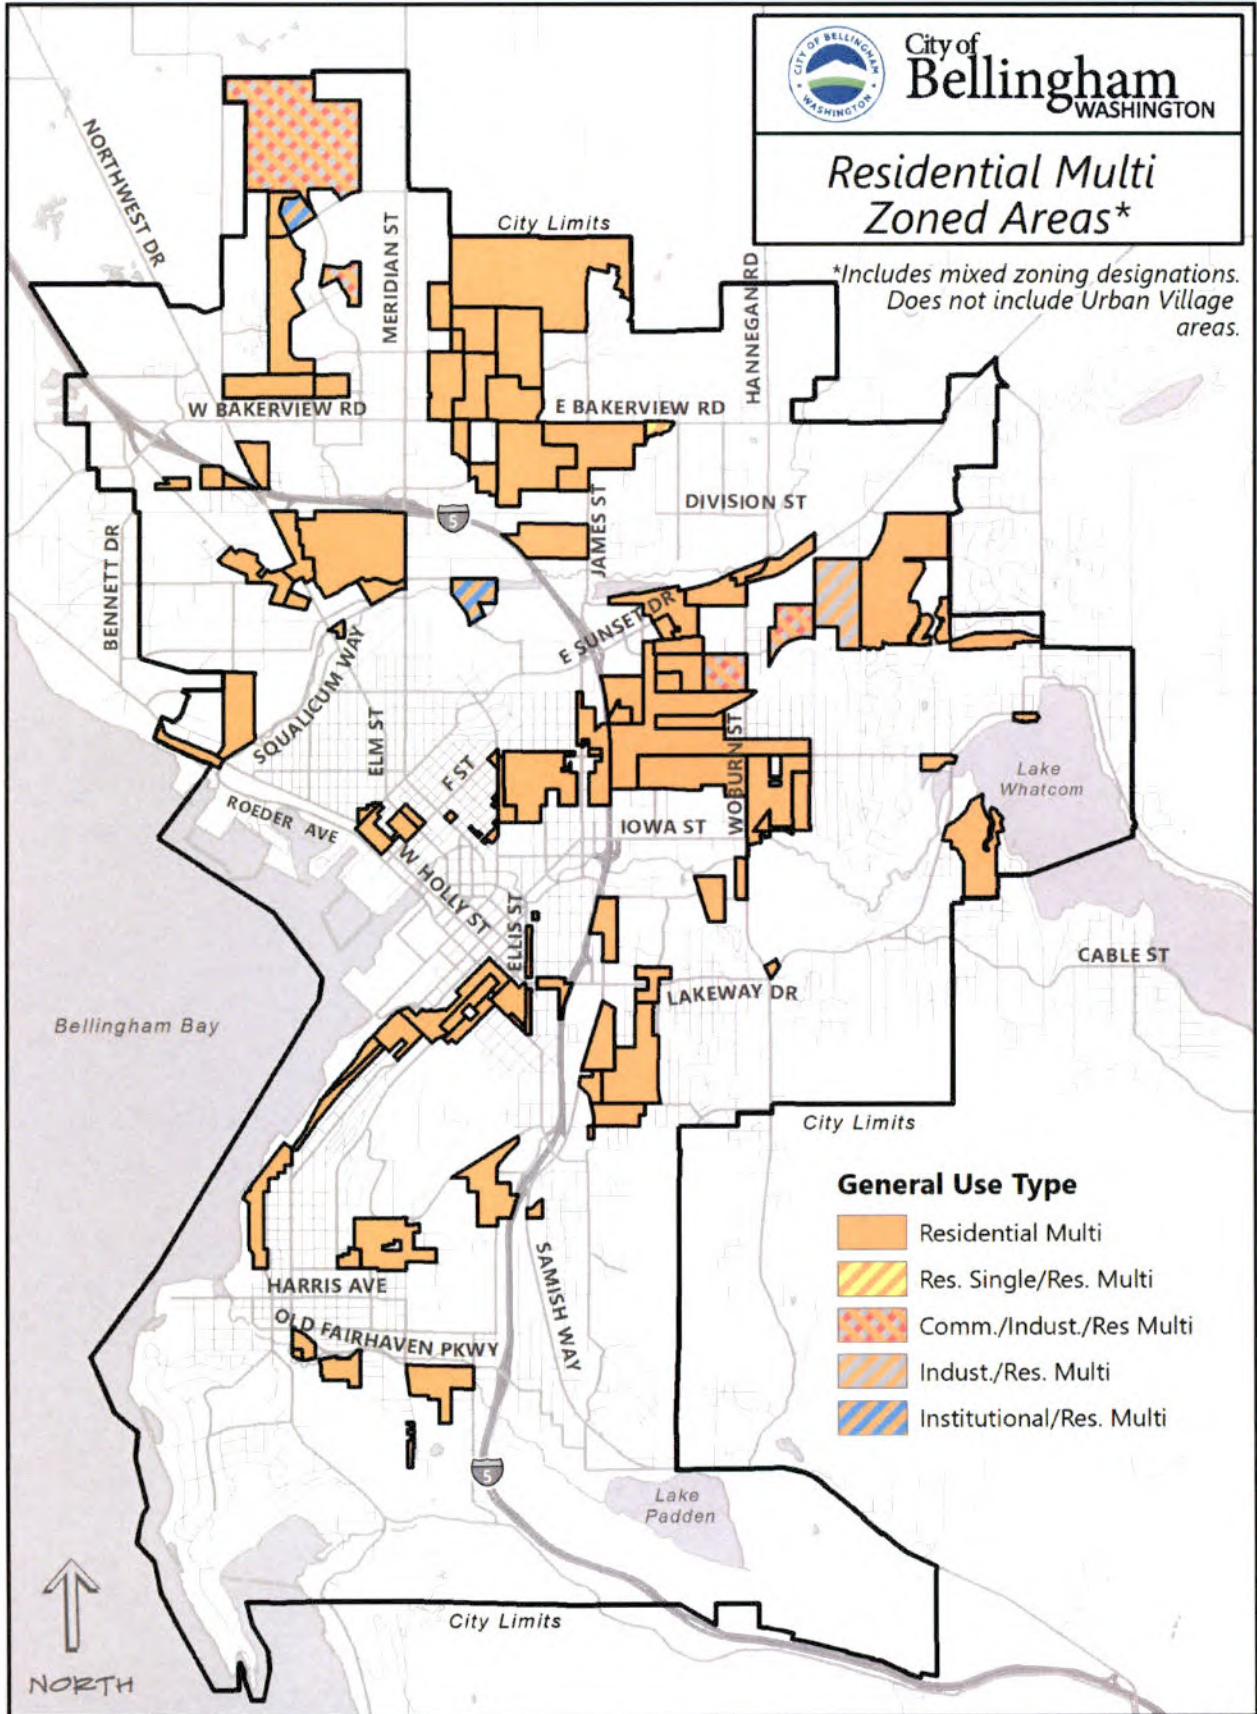 CITY OF BELLINGHAM
WASHINGTON
City of
Bellingham
WASHINGTON
Residential Multi
Zoned Areas*
*Includes mixed zoning designations.
Does not include Urban Village
areas.
NORTHWEST DR
MERIDIAN ST
City Limits
HANNEGAN RD
W BAKERVIEW RD
E BAKERVIEW RD
BENNETT DR
5
JAMES ST
DIVISION ST
E SUNSET DR
SQUALICUM WAY
ELM ST
F ST
WOBURN ST
Lake
Whatcom
ROEDER AVE
IOWA ST
W HOLLY ST
ELLIS ST
CABLE ST
LAKEWAY DR
Bellingham Bay
City Limits
General Use Type
Residential Multi
Res. Single/Res. Multi
Comm./Indust./Res Multi
Indust./Res. Multi
Institutional/Res. Multi
SAMISH WAY
HARRIS AVE
OLD FAIRHAVEN PKWY
5
Lake
Padden
City Limits
NORTH